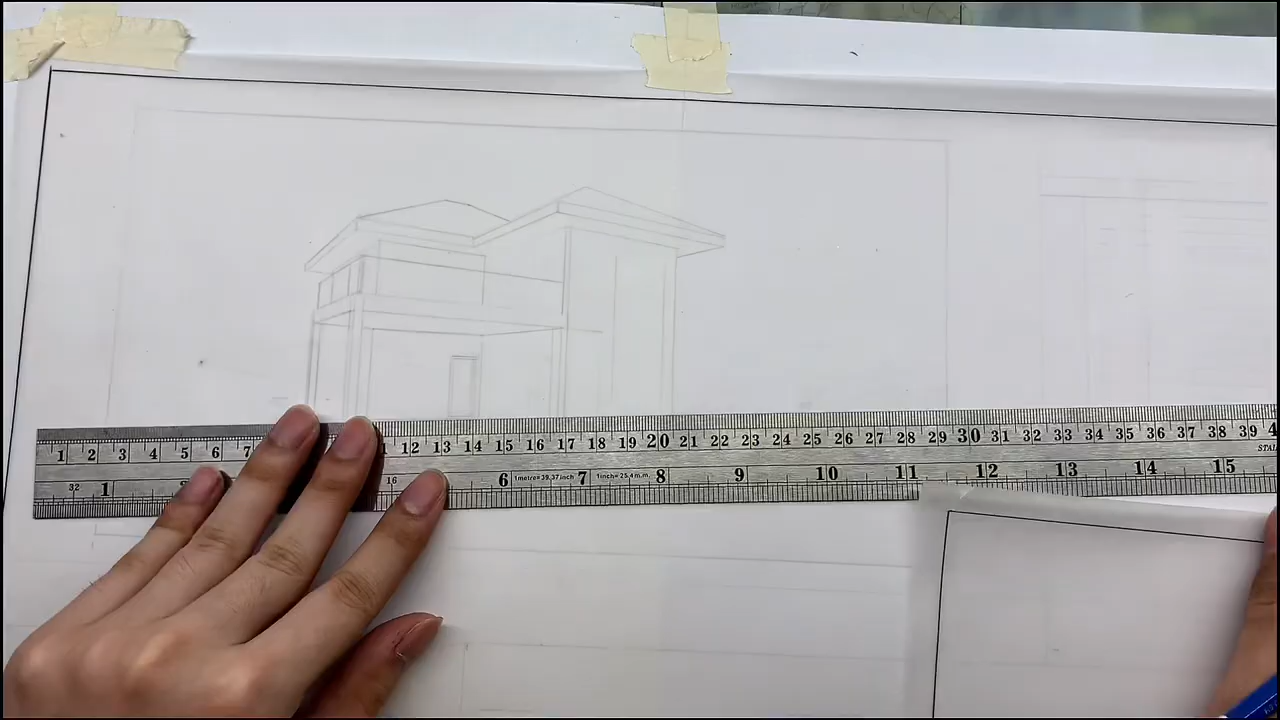 1 2 3 4 5 6 7 12 13 14 15 16 17 18 19 20 21 22 23 24 25 26 27 28 29 30 31 32 33 34 35 36 37 38 39 4
STAI
32 1 16 6 1metre=39.37inch 7 1inch=25.4m.m. 8 9 10 11 12 13 14 15